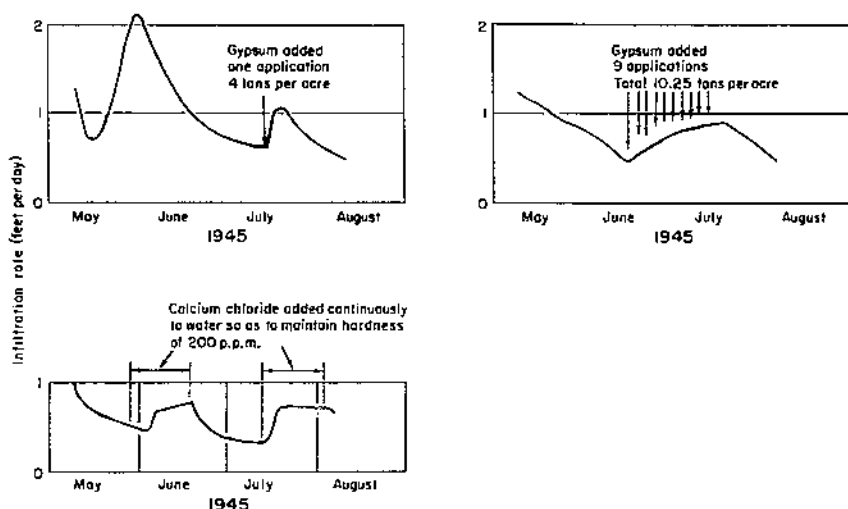 Infiltration rate (feet per day)
2
1
0
Gypsum added
one application
4 tons per acre
May June July August
1945
2
1
0
Gypsum added
9 applications
Total 10.25 tons per acre
May June July August
1945
Calcium chloride added continuously
to water so as to maintain hardness
of 200 p.p.m.
1
0
May June July August
1945